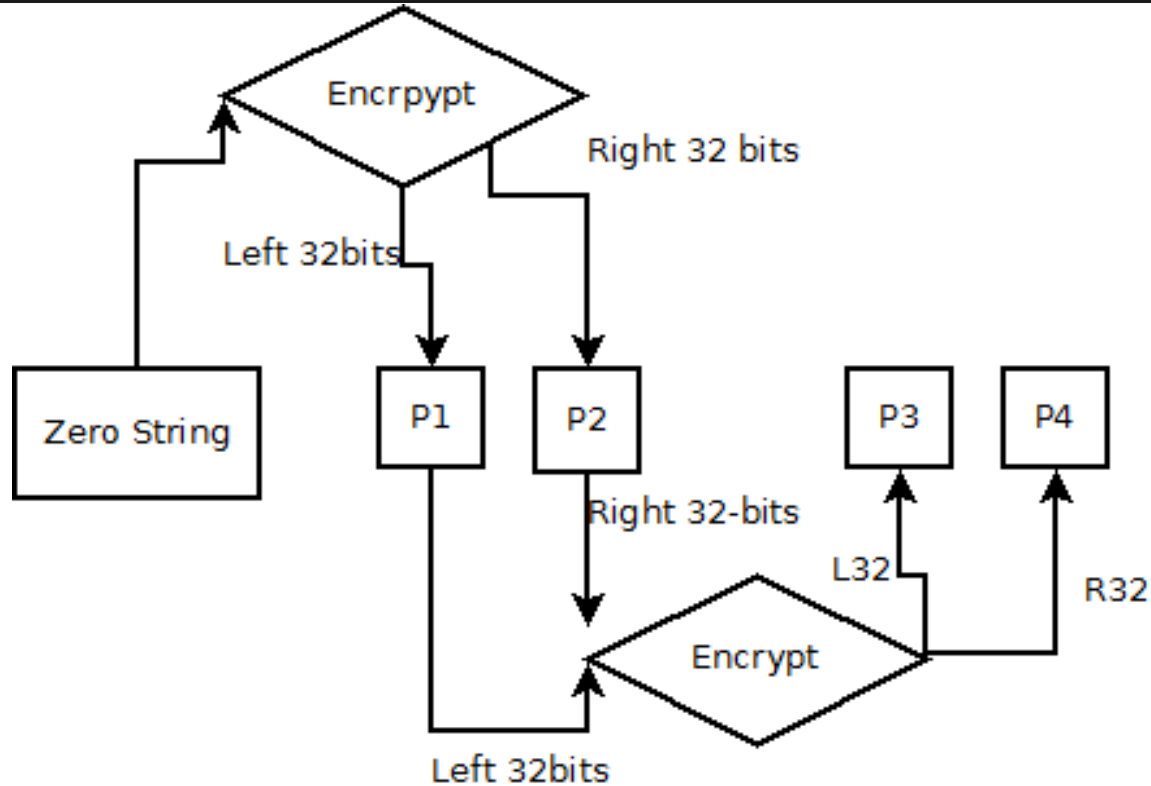 Encrpypt
Right 32 bits
Left 32bits
Zero String
P1
P2
P3
P4
Right 32-bits
L32
R32
Encrypt
Left 32bits